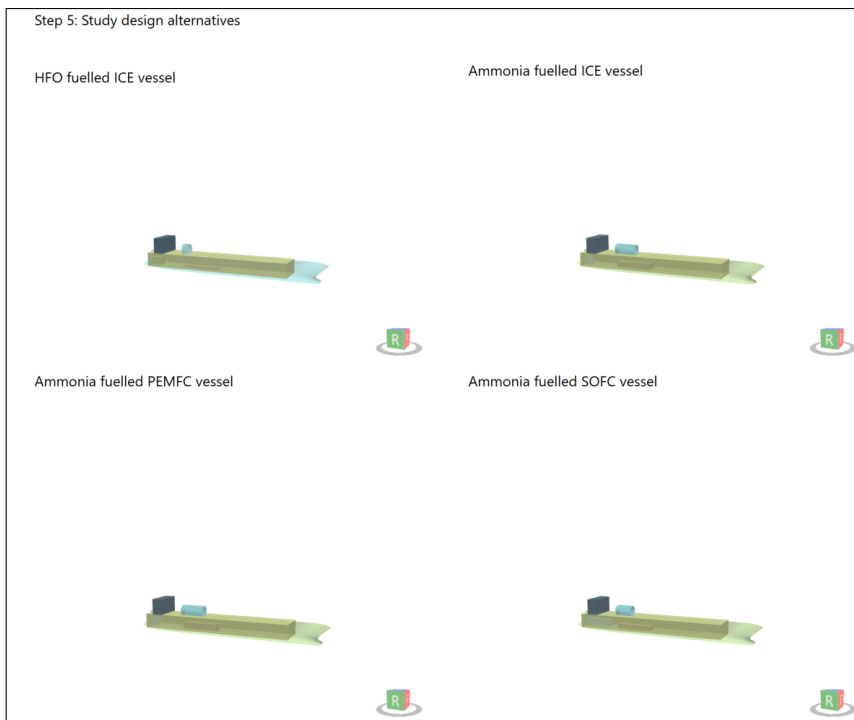 Step 5: Study design alternatives
HFO fuelled ICE vessel
Ammonia fuelled ICE vessel
R
R
Ammonia fuelled PEMFC vessel
Ammonia fuelled SOFC vessel
R
R